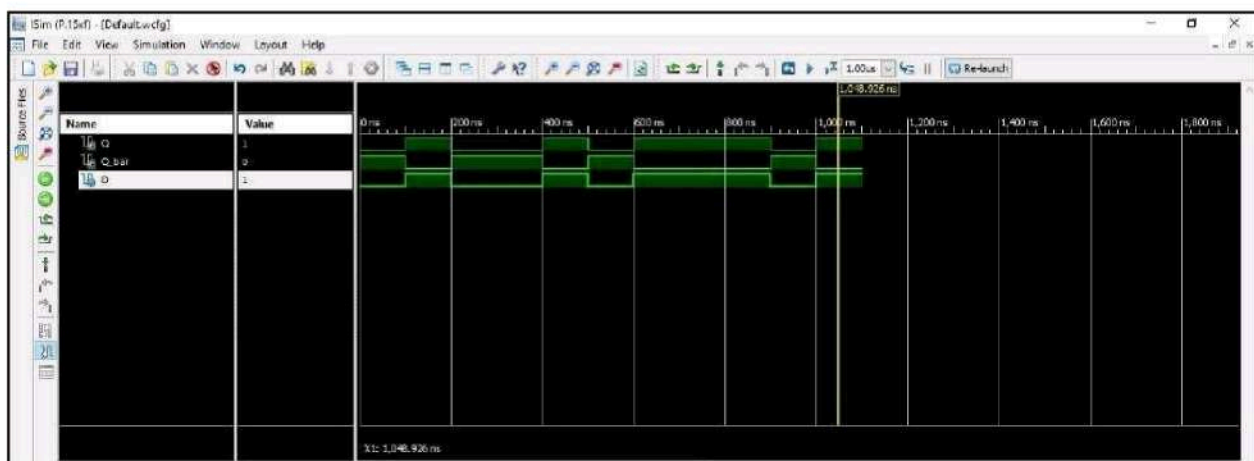 ISim (P.15xf) - [Default.wcfg]
File Edit View Simulation Window Layout Help
1.00us Re-launch
Source Files
1,048.926 ns
Name Value
0 ns 200 ns 400 ns 600 ns 800 ns 1,000 ns 1,200 ns 1,400 ns 1,600 ns 1,800 ns
Q 1
Q_bar 0
D 1
X1: 1,048.926 ns